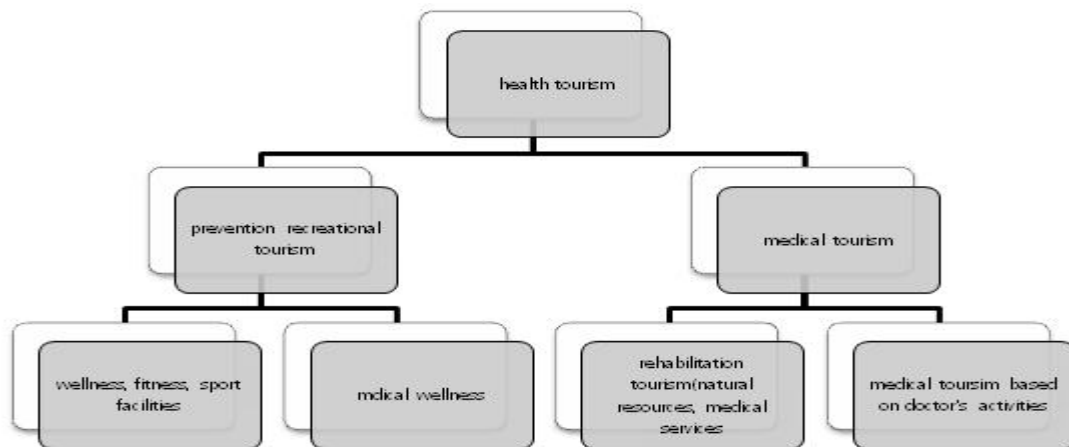 health tourism
prevention recreational
tourism
medical tourism
wellness, fitness, sport
facilities
mdical wellness
rehabilitation
tourism(natural
resources, medical
services
medical toursim based
on doctor's activities